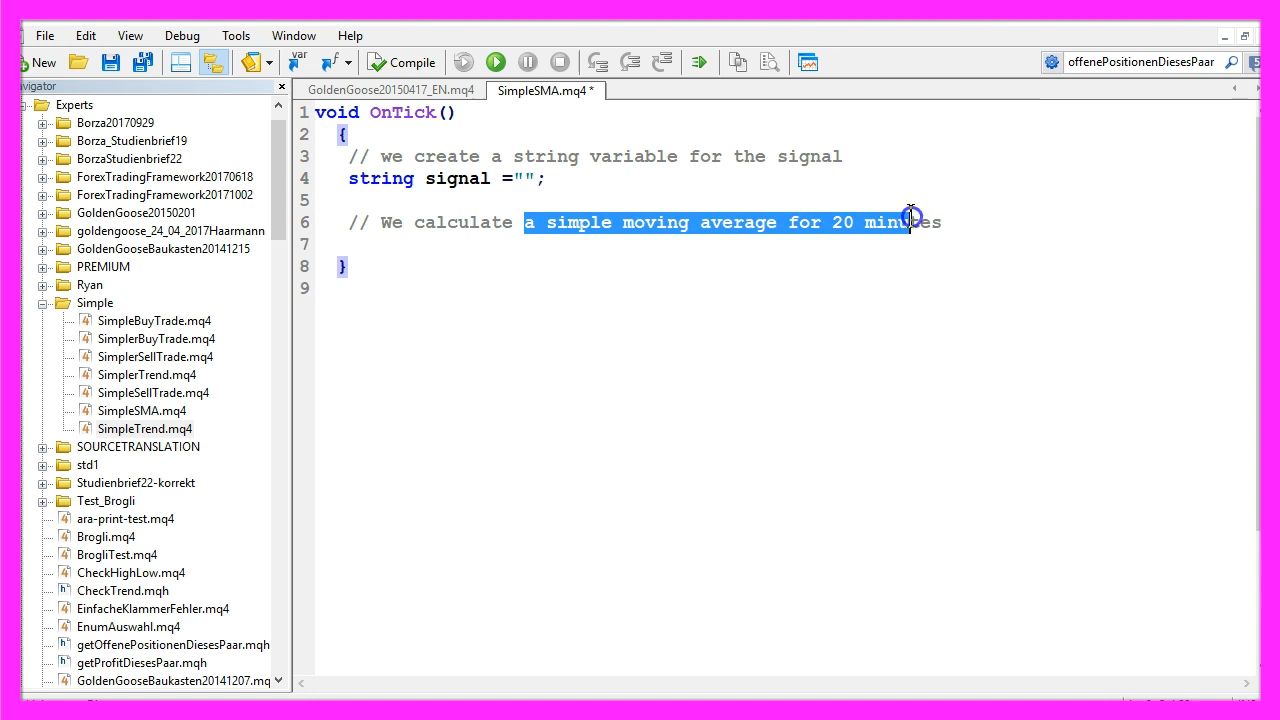 File Edit View Debug Tools Window Help
New Compile offenePositionenDiesesPaar
GoldenGoose20150417_EN.mq4 SimpleSMA.mq4 *
Experts
Borza20170929
Borza_Studienbrief19
BorzaStudienbrief22
ForexTradingFramework20170618
ForexTradingFramework20171002
GoldenGoose20150201
goldengoose_24_04_2017Haarmann
GoldenGooseBaukasten20141215
PREMIUM
Ryan
Simple
SimpleBuyTrade.mq4
SimplerBuyTrade.mq4
SimplerSellTrade.mq4
SimplerTrend.mq4
SimpleSellTrade.mq4
SimpleSMA.mq4
SimpleTrend.mq4
SOURCETRANSLATION
std1
Studienbrief22-korrekt
Test_Brogli
ara-print-test.mq4
Brogli.mq4
BrogliTest.mq4
CheckHighLow.mq4
CheckTrend.mqh
EinfacheKlammerFehler.mq4
EnumAuswahl.mq4
getOffenePositionenDiesesPaar.mqh
getProfitDiesesPaar.mqh
GoldenGooseBaukasten20141207.mq
1 void OnTick()
2 {
3 // we create a string variable for the signal
4 string signal ="";
5
6 // We calculate a simple moving average for 20 minutes
7
8 }
9